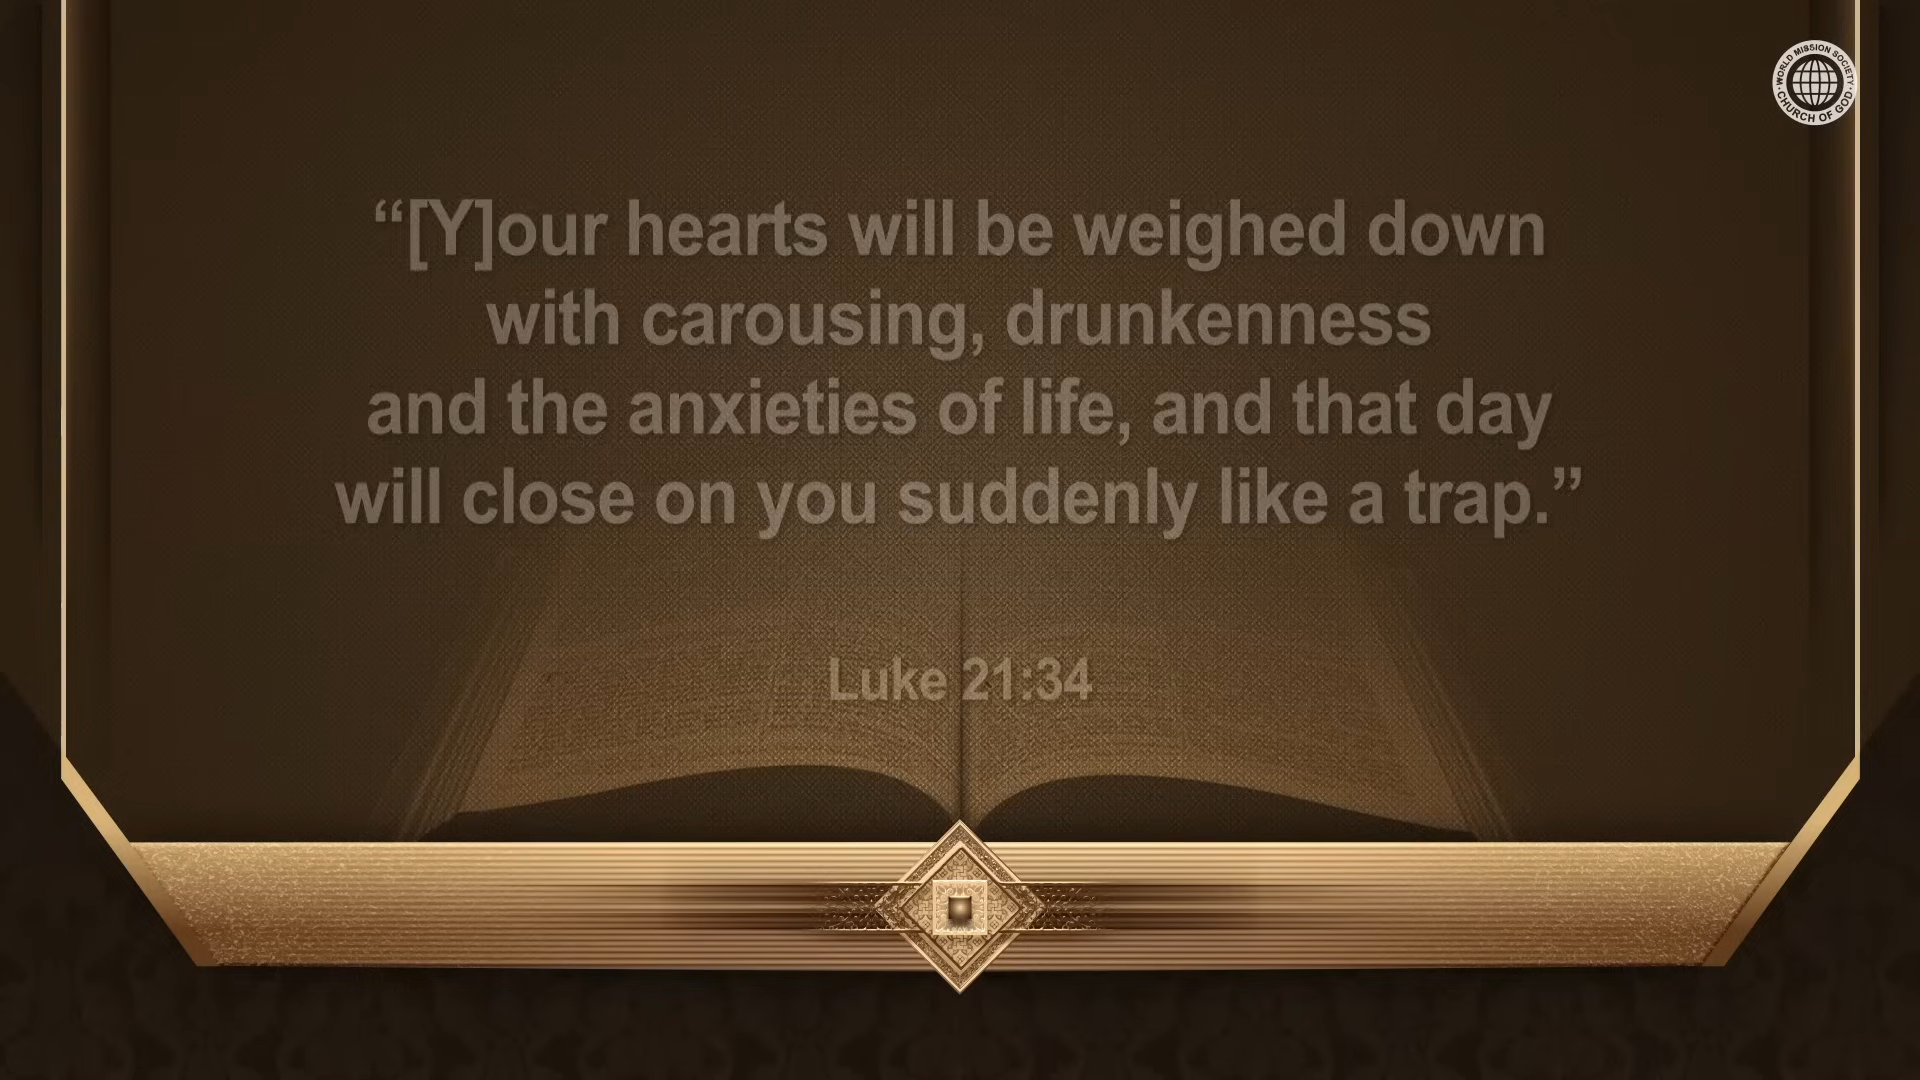 WORLD MISSION SOCIETY
CHURCH OF GOD
“[Y]our hearts will be weighed down
with carousing, drunkenness
and the anxieties of life, and that day
will close on you suddenly like a trap.”
Luke 21:34